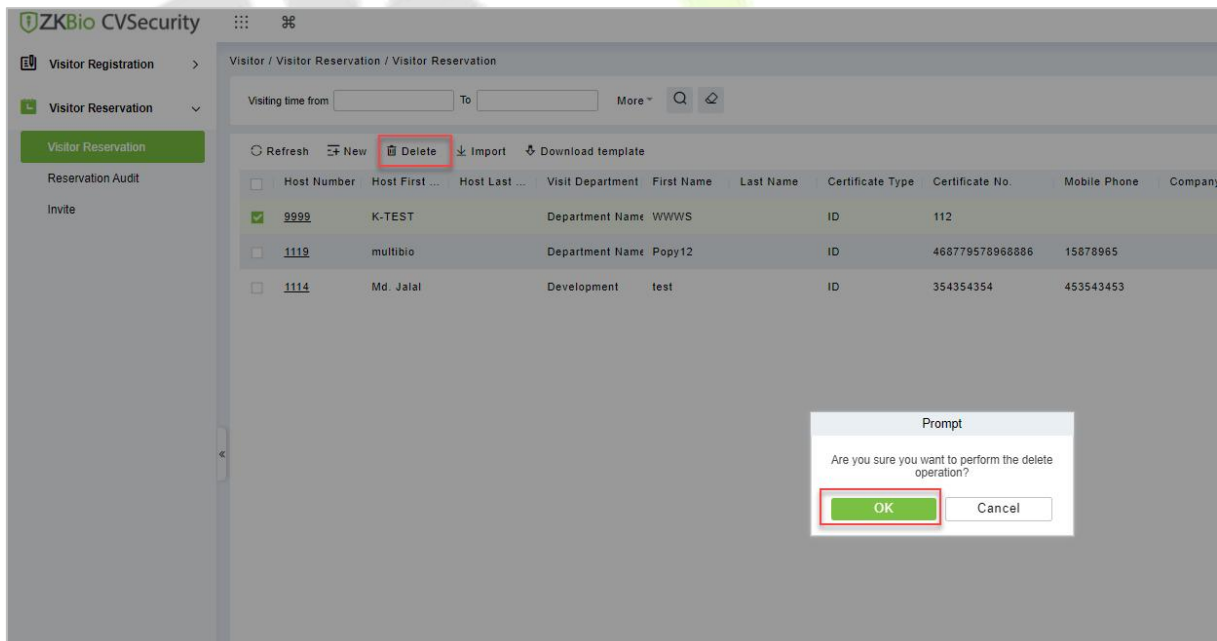 ZKBio CVSecurity
Visitor Registration
Visitor Reservation
Visitor Reservation
Reservation Audit
Invite
Visitor / Visitor Reservation / Visitor Reservation
Visiting time from To More
Refresh New Delete Import Download template
Host Number Host First ... Host Last ... Visit Department First Name Last Name Certificate Type Certificate No. Mobile Phone Company
9999 K-TEST Department Name WWWS ID 112
1119 multibio Department Name Popy12 ID 468779578968886 15878965
1114 Md. Jalal Development test ID 354354354 453543453
Prompt
Are you sure you want to perform the delete
operation?
OK Cancel